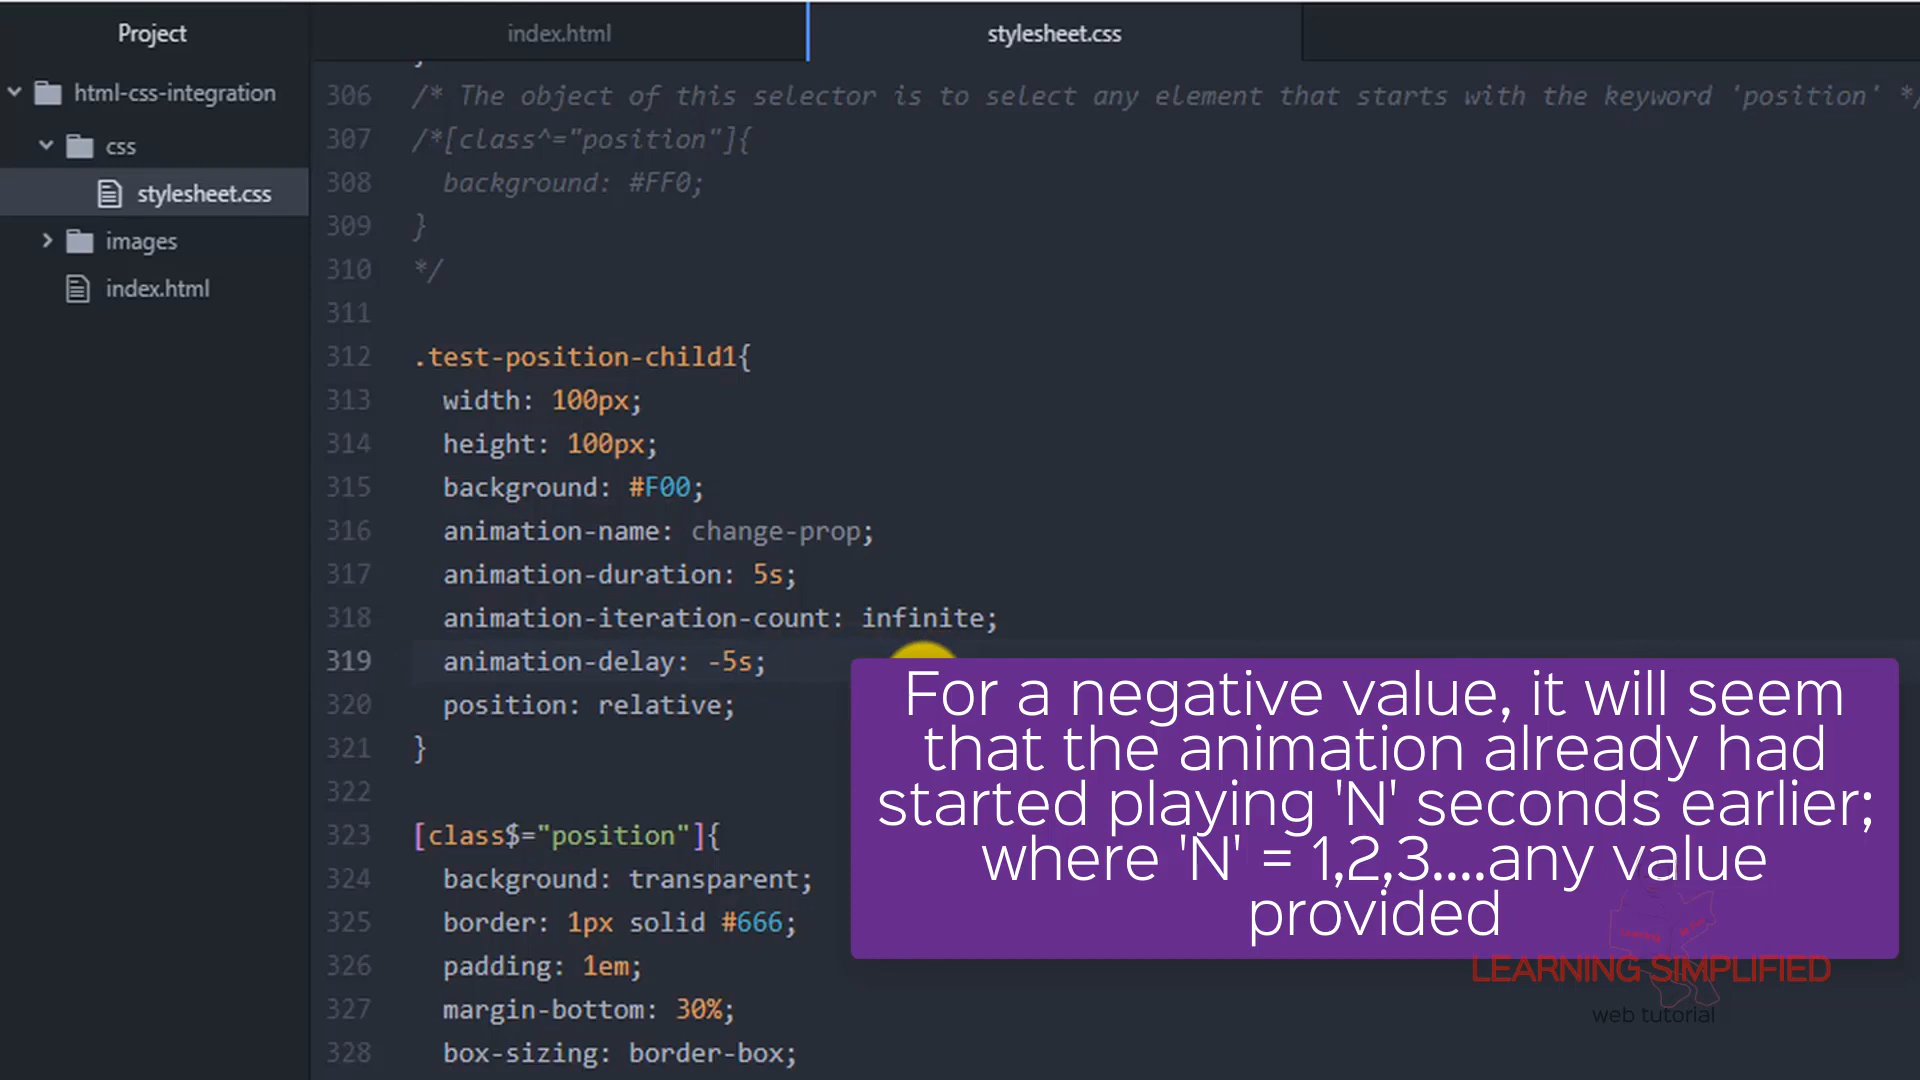 Project
index.html
stylesheet.css
html-css-integration
css
stylesheet.css
images
index.html
306 /* The object of this selector is to select any element that starts with the keyword 'position' */
307 /*[class^="position"]{
308 background: #FF0;
309 }
310 */
311
312 .test-position-child1{
313 width: 100px;
314 height: 100px;
315 background: #F00;
316 animation-name: change-prop;
317 animation-duration: 5s;
318 animation-iteration-count: infinite;
319 animation-delay: -5s;
320 position: relative;
321 }
322
323 [class$="position"]{
324 background: transparent;
325 border: 1px solid #666;
326 padding: 1em;
327 margin-bottom: 30%;
328 box-sizing: border-box;
For a negative value, it will seem
that the animation already had
started playing 'N' seconds earlier;
where 'N' = 1,2,3....any value
provided
LEARNING SIMPLIFIED
web tutorial